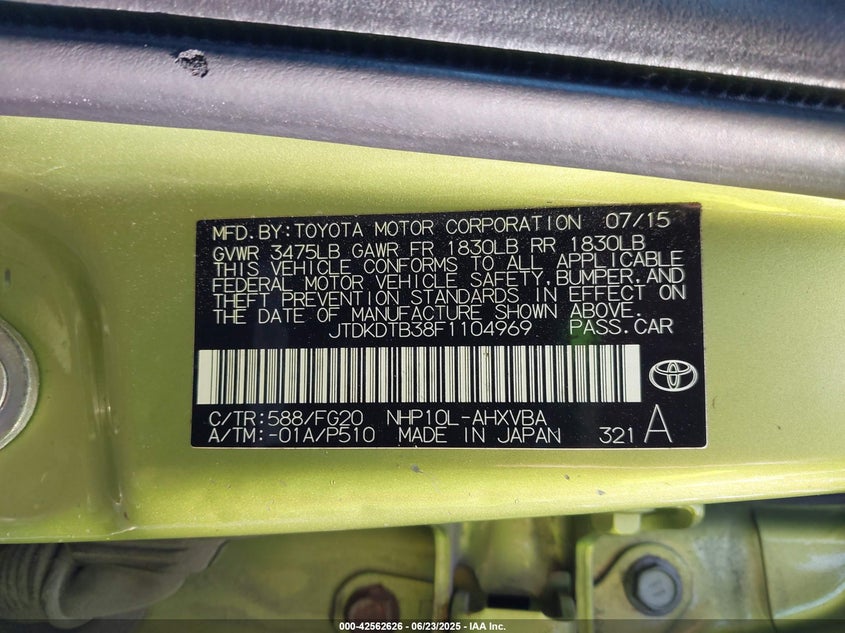 MFD. BY: TOYOTA MOTOR CORPORATION 07/15
GVWR 3475LB GAWR FR 1830LB RR 1830LB
THIS VEHICLE CONFORMS TO ALL APPLICABLE
FEDERAL MOTOR VEHICLE SAFETY, BUMPER, AND
THEFT PREVENTION STANDARDS IN EFFECT ON
THE DATE OF MANUFACTURE SHOWN ABOVE.
JTDKDTB38F1104969 PASS. CAR
C/TR: 588/FG20 NHP10L-AHXVBA
A/TM: -01A/P510 MADE IN JAPAN 321 A
000-42562626 - 06/23/2025 - IAA Inc.